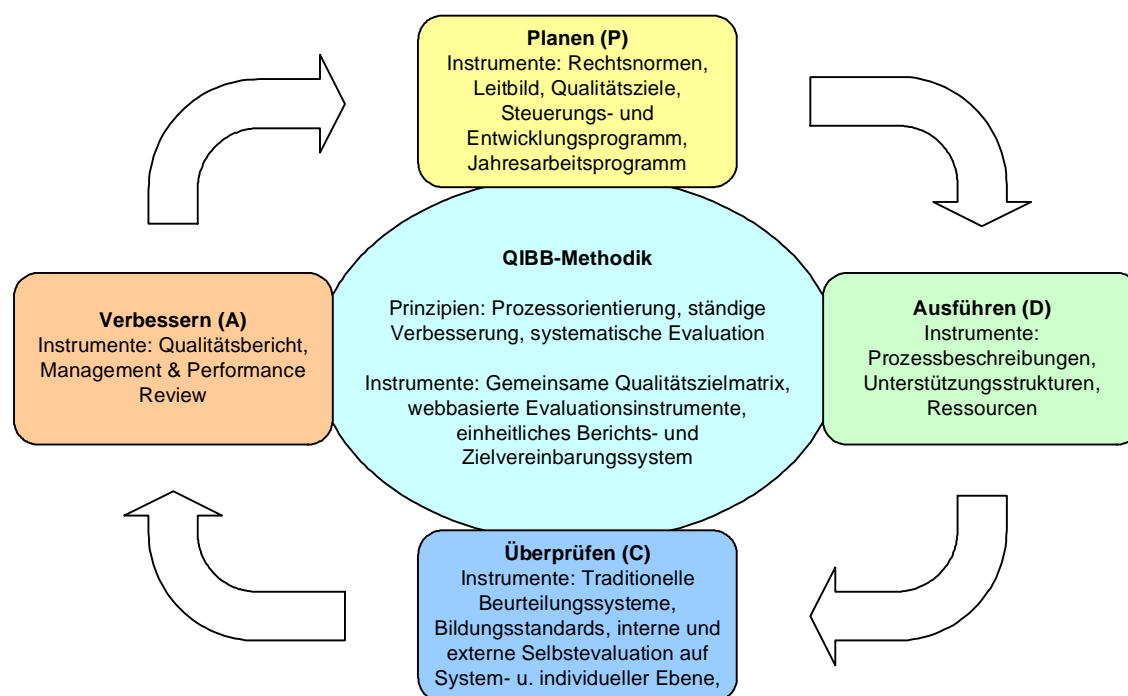 Planen (P)
Instrumente: Rechtsnormen,
Leitbild, Qualitätsziele,
Steuerungs- und
Entwicklungsprogramm,
Jahresarbeitsprogramm
QIBB-Methodik
Prinzipien: Prozessorientierung, ständige
Verbesserung, systematische Evaluation
Instrumente: Gemeinsame Qualitätszielmatrix,
webbasierte Evaluationsinstrumente,
einheitliches Berichts- und
Zielvereinbarungssystem
Verbessern (A)
Instrumente: Qualitätsbericht,
Management & Performance
Review
Ausführen (D)
Instrumente:
Prozessbeschreibungen,
Unterstützungsstrukturen,
Ressourcen
Überprüfen (C)
Instrumente: Traditionelle
Beurteilungssysteme,
Bildungsstandards, interne und
externe Selbstevaluation auf
System- u. individueller Ebene,